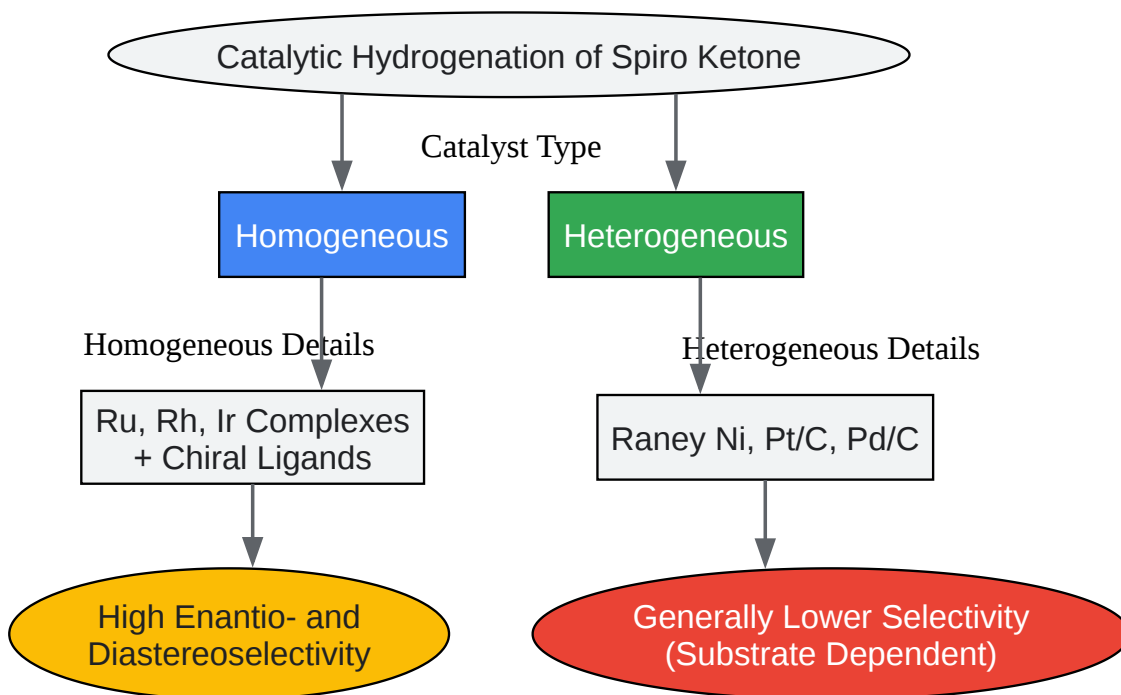 Catalytic Hydrogenation of Spiro Ketone
Catalyst Type
Homogeneous
Heterogeneous
Homogeneous Details
Heterogeneous Details
Ru, Rh, Ir Complexes
+ Chiral Ligands
Raney Ni, Pt/C, Pd/C
High Enantio- and
Diastereoselectivity
Generally Lower Selectivity
(Substrate Dependent)